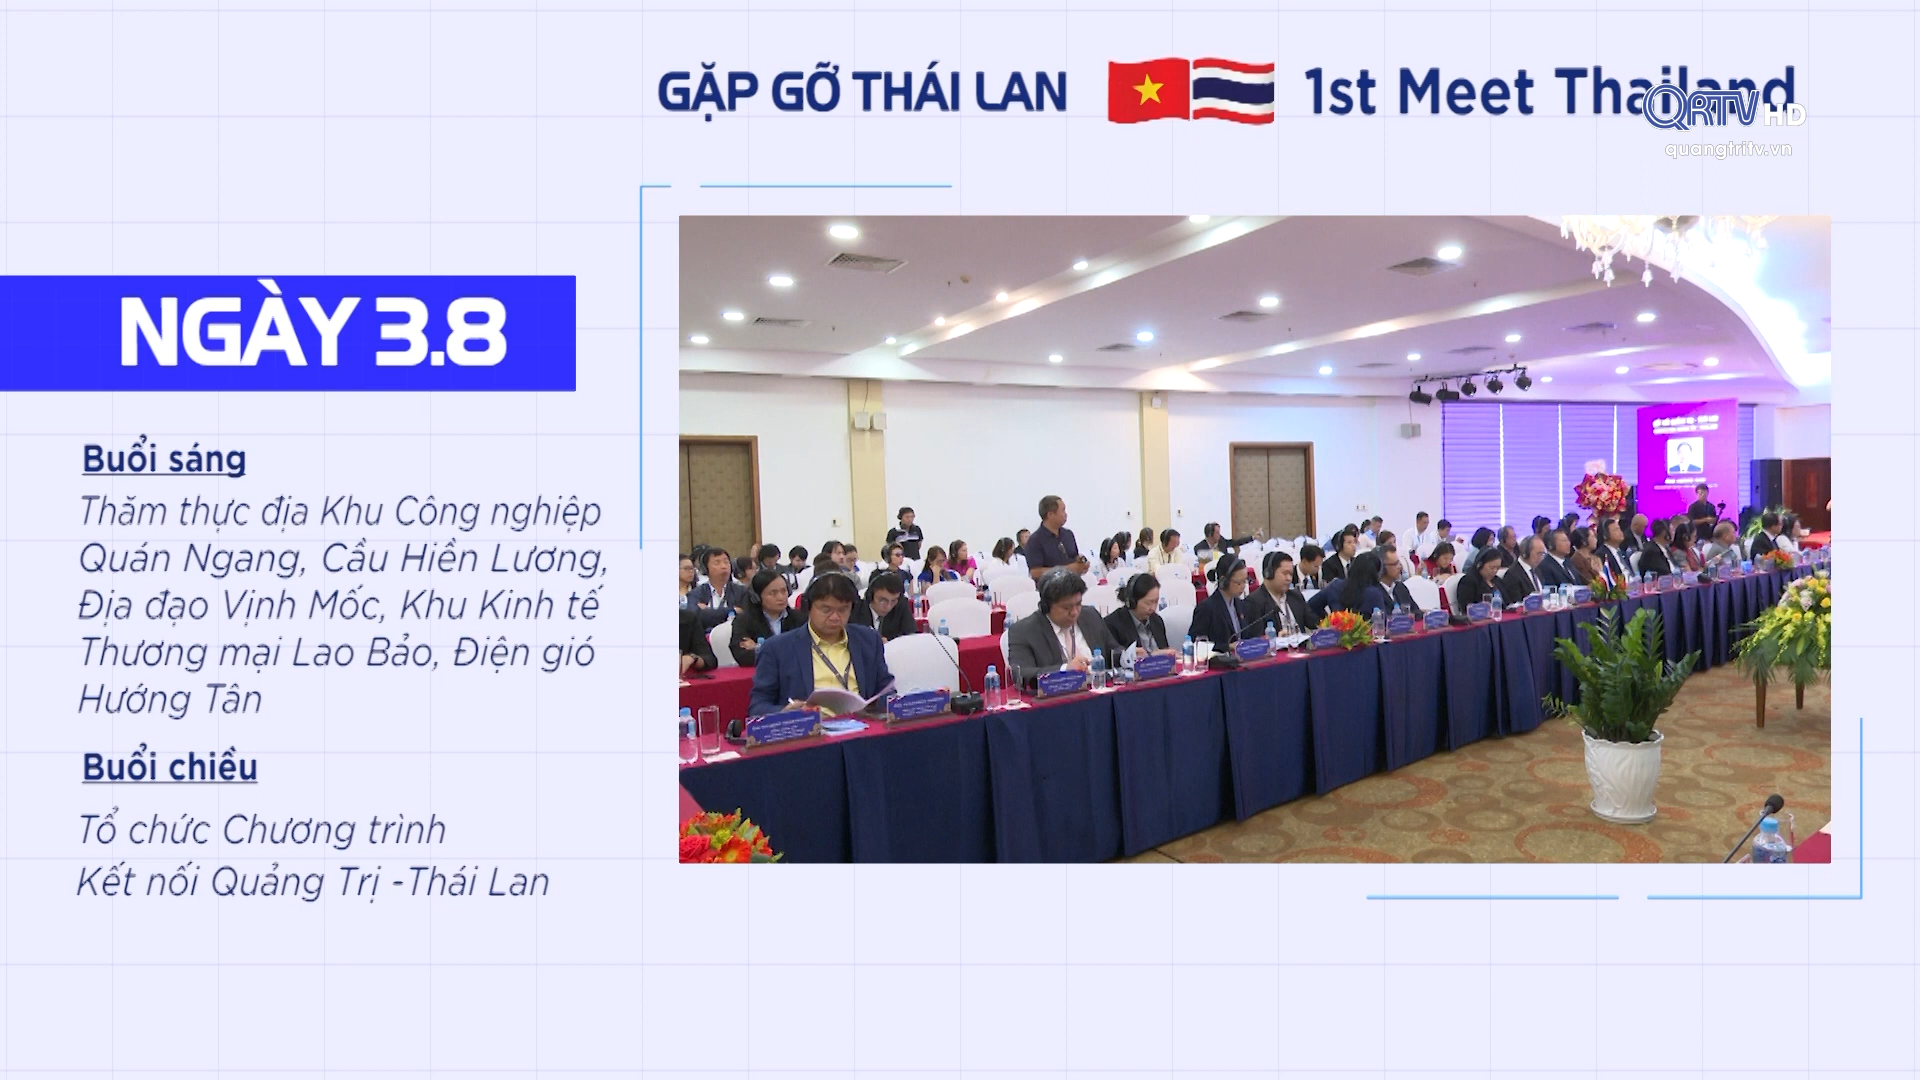 GẶP GỠ THÁI LAN
1st Meet Thailand
QRTV HD
quangtritv.vn
NGÀY 3.8
Buổi sáng
Thăm thực địa Khu Công nghiệp
Quán Ngang, Cầu Hiền Lương,
Địa đạo Vịnh Mốc, Khu Kinh tế
Thương mại Lao Bảo, Điện gió
Hướng Tân
Buổi chiều
Tổ chức Chương trình
Kết nối Quảng Trị -Thái Lan